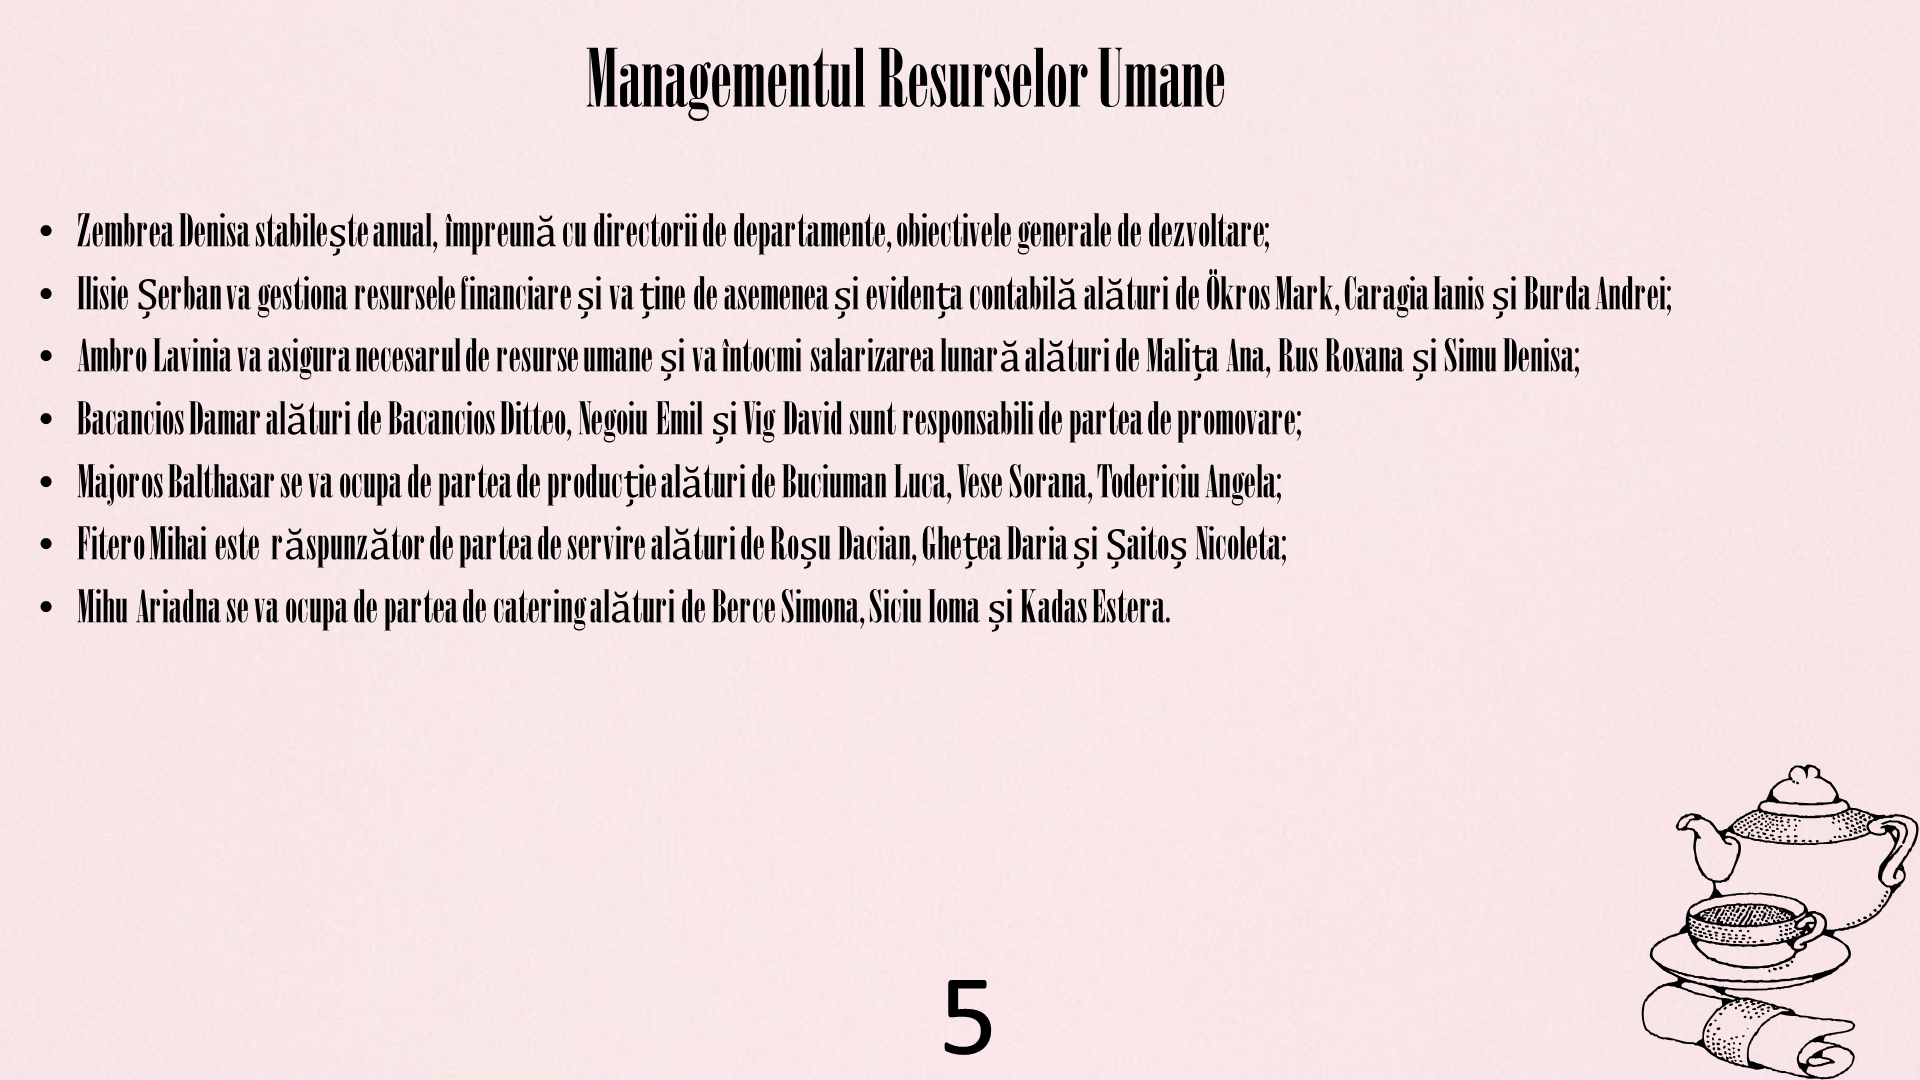 Managementul Resurselor Umane
• Zembrea Denisa stabilește anual, împreună cu directorii de departamente, obiectivele generale de dezvoltare;
• Ilisie Șerban va gestiona resursele financiare și va ține de asemenea și evidența contabilă alături de Ökros Mark, Caragia Ianis și Burda Andrei;
• Ambro Lavinia va asigura necesarul de resurse umane și va întocmi salarizarea lunară alături de Malița Ana, Rus Roxana și Simu Denisa;
• Bacancios Damar alături de Bacancios Ditteo, Negoiu Emil și Vig David sunt responsabili de partea de promovare;
• Majoros Balthasar se va ocupa de partea de producție alături de Buciuman Luca, Vese Sorana, Todericiu Angela;
• Fitero Mihai este răspunzător de partea de servire alături de Roșu Dacian, Ghețea Daria și Șaitoș Nicoleta;
• Mihu Ariadna se va ocupa de partea de catering alături de Berce Simona, Siciu Ioma și Kadas Estera.
5